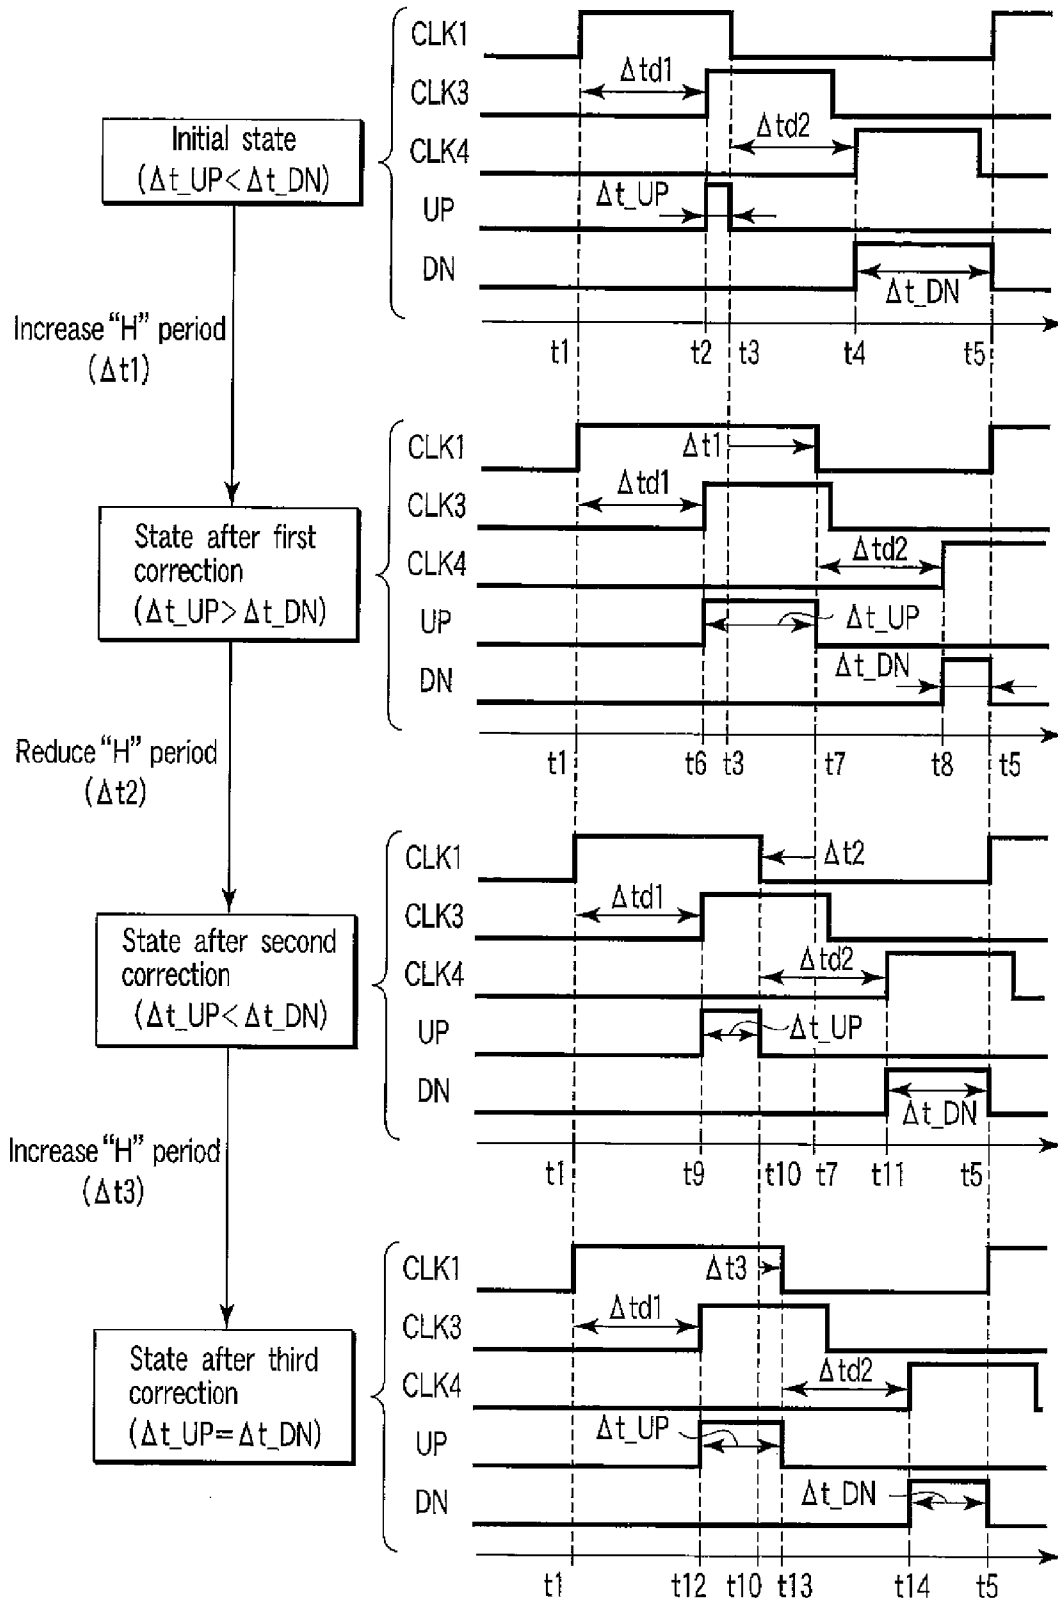 Initial state
(Δt_UP<Δt_DN)
CLK1
CLK3
CLK4
UP
DN
Δtd1
Δtd2
Δt_UP
Δt_DN
t1 t2 t3 t4 t5
Increase "H" period
(Δt1)
State after first
correction
(Δt_UP>Δt_DN)
CLK1
CLK3
CLK4
UP
DN
Δt1
Δtd1
Δtd2
Δt_UP
Δt_DN
t1 t6 t3 t7 t8 t5
Reduce "H" period
(Δt2)
State after second
correction
(Δt_UP<Δt_DN)
CLK1
CLK3
CLK4
UP
DN
Δt2
Δtd1
Δtd2
Δt_UP
Δt_DN
t1 t9 t10 t7 t11 t5
Increase "H" period
(Δt3)
State after third
correction
(Δt_UP=Δt_DN)
CLK1
CLK3
CLK4
UP
DN
Δt3
Δtd1
Δtd2
Δt_UP
Δt_DN
t1 t12 t10 t13 t14 t5